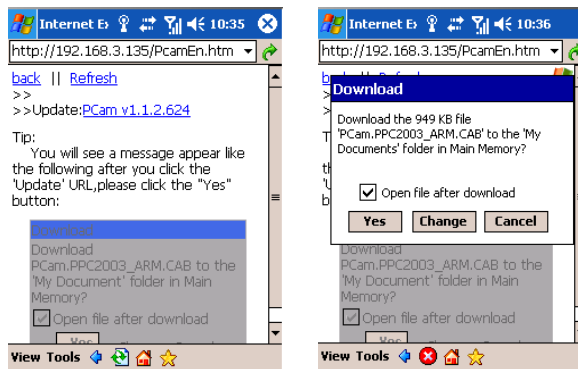 Internet E 10:35
http://192.168.3.135/PcamEn.htm
back || Refresh
>>
>>Update:PCam v1.1.2.624
Tip:
You will see a message appear like
the following after you click the
'Update' URL,please click the "Yes"
button:
Download
Download
PCam.PPC2003_ARM.CAB to the
'My Document' folder in Main
Memory?
Open file after download
Yes
View Tools
Internet E 10:36
http://192.168.3.135/PcamEn
Download
Download the 949 KB file
'PCam.PPC2003_ARM.CAB' to the 'My
Documents' folder in Main Memory?
Open file after download
Yes Change Cancel
Download
PCam.PPC2003_ARM.CAB to the
'My Document' folder in Main
Memory?
Open file after download
View Tools